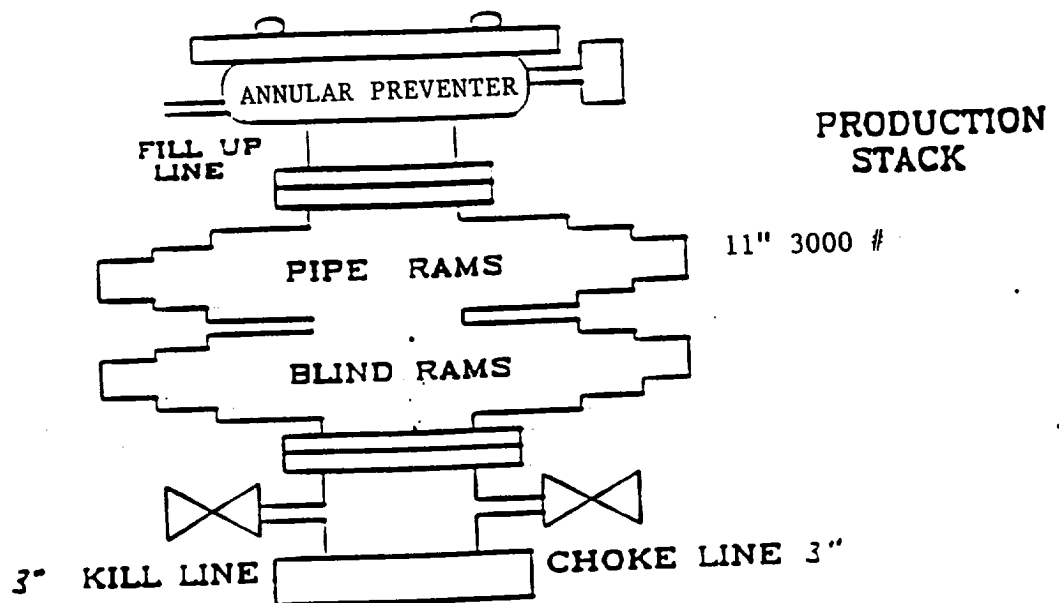 ANNULAR PREVENTER
FILL UP
LINE
PRODUCTION
STACK
11" 3000 #
PIPE RAMS
BLIND RAMS
3" KILL LINE
CHOKE LINE 3"